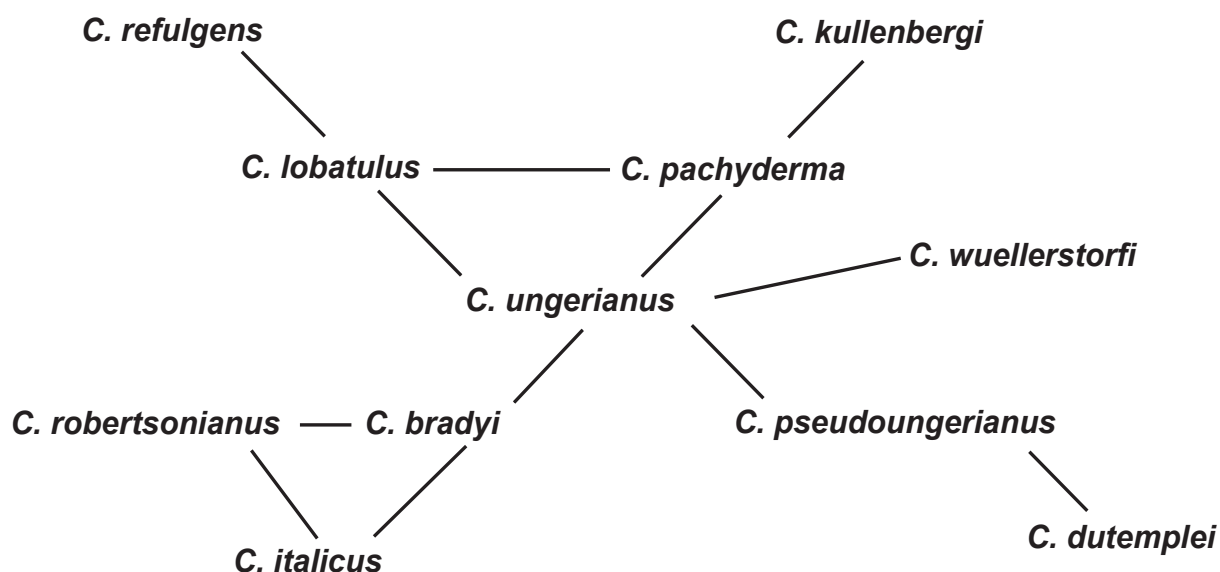 C. refulgens
C. kullenbergi
C. lobatulus
C. pachyderma
C. wuellerstorfi
C. ungerianus
C. robertsonianus
C. bradyi
C. pseudoungerianus
C. dutemplei
C. italicus